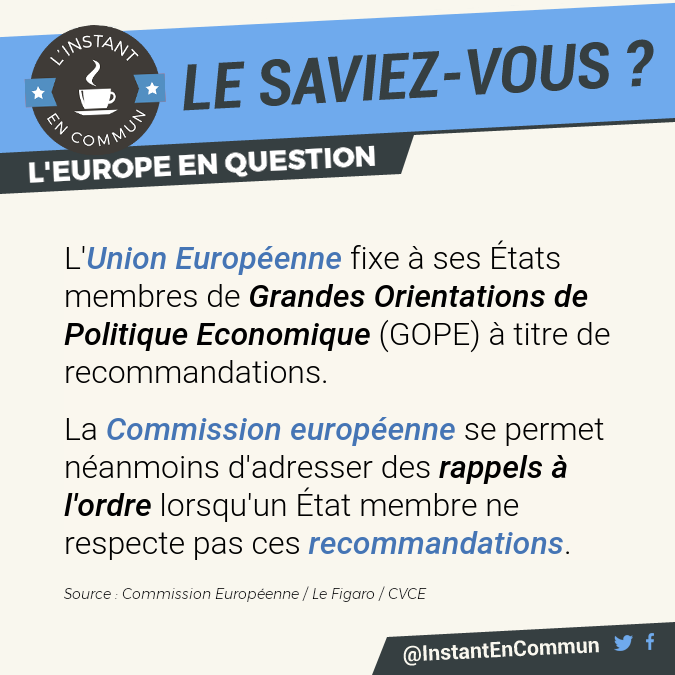 L'INSTANT
EN COMMUN
LE SAVIEZ-VOUS ?
L'EUROPE EN QUESTION
L'Union Européenne fixe à ses États
membres de Grandes Orientations de
Politique Economique (GOPE) à titre de
recommandations.
La Commission européenne se permet
néanmoins d'adresser des rappels à
l'ordre lorsqu'un État membre ne
respecte pas ces recommandations.
Source : Commission Européenne / Le Figaro / CVCE
@InstantEnCommun